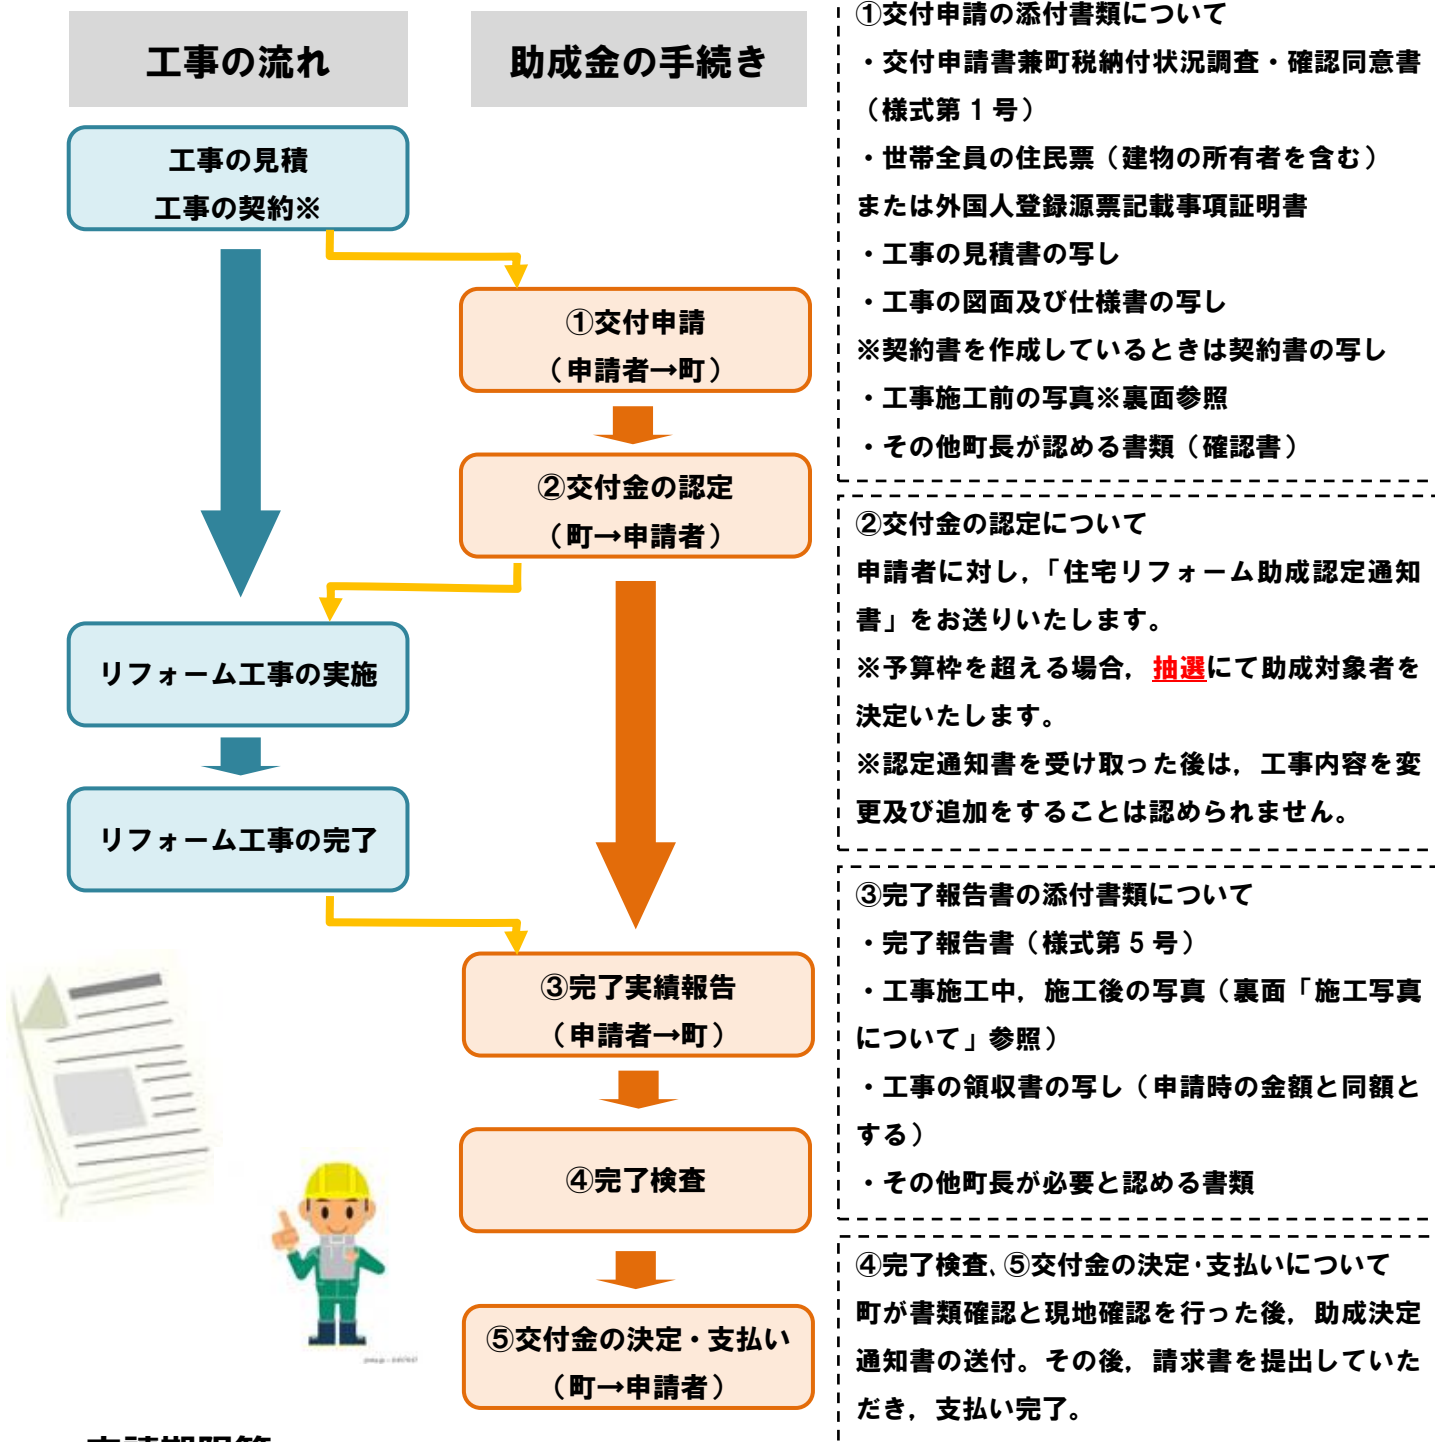 工事の流れ
助成金の手続き
工事の見積
工事の契約※
①交付申請
（申請者→町）
②交付金の認定
（町→申請者）
リフォーム工事の実施
リフォーム工事の完了
③完了実績報告
（申請者→町）
④完了検査
⑤交付金の決定・支払い
（町→申請者）
①交付申請の添付書類について
・交付申請書兼町税納付状況調査・確認同意書
（様式第1号）
・世帯全員の住民票（建物の所有者を含む）
または外国人登録源票記載事項証明書
・工事の見積書の写し
・工事の図面及び仕様書の写し
※契約書を作成しているときは契約書の写し
・工事施工前の写真※裏面参照
・その他町長が認める書類（確認書）
②交付金の認定について
申請者に対し，「住宅リフォーム助成認定通知
書」をお送りいたします。
※予算枠を超える場合，抽選にて助成対象者を
決定いたします。
※認定通知書を受け取った後は，工事内容を変
更及び追加をすることは認められません。
③完了報告書の添付書類について
・完了報告書（様式第5号）
・工事施工中，施工後の写真（裏面「施工写真
について」参照）
・工事の領収書の写し（申請時の金額と同額と
する）
・その他町長が必要と認める書類
④完了検査、⑤交付金の決定・支払いについて
町が書類確認と現地確認を行った後，助成決定
通知書の送付。その後，請求書を提出していた
だき，支払い完了。